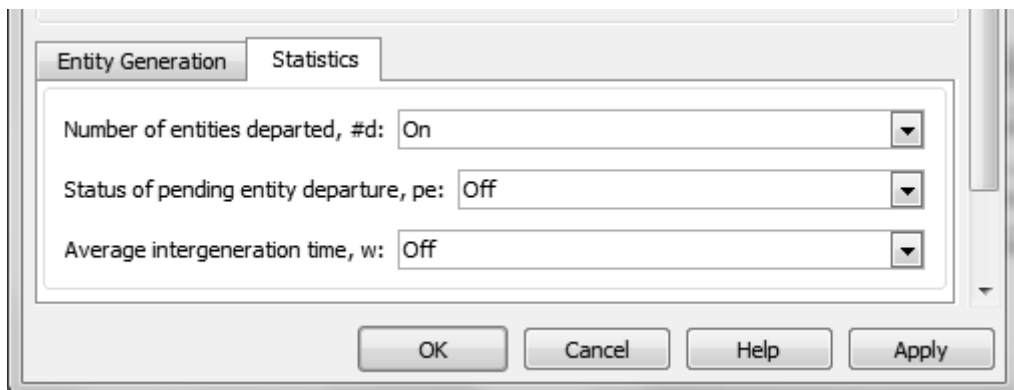 Entity Generation Statistics
Number of entities departed, #d: On
Status of pending entity departure, pe: Off
Average intergeneration time, w: Off
OK Cancel Help Apply